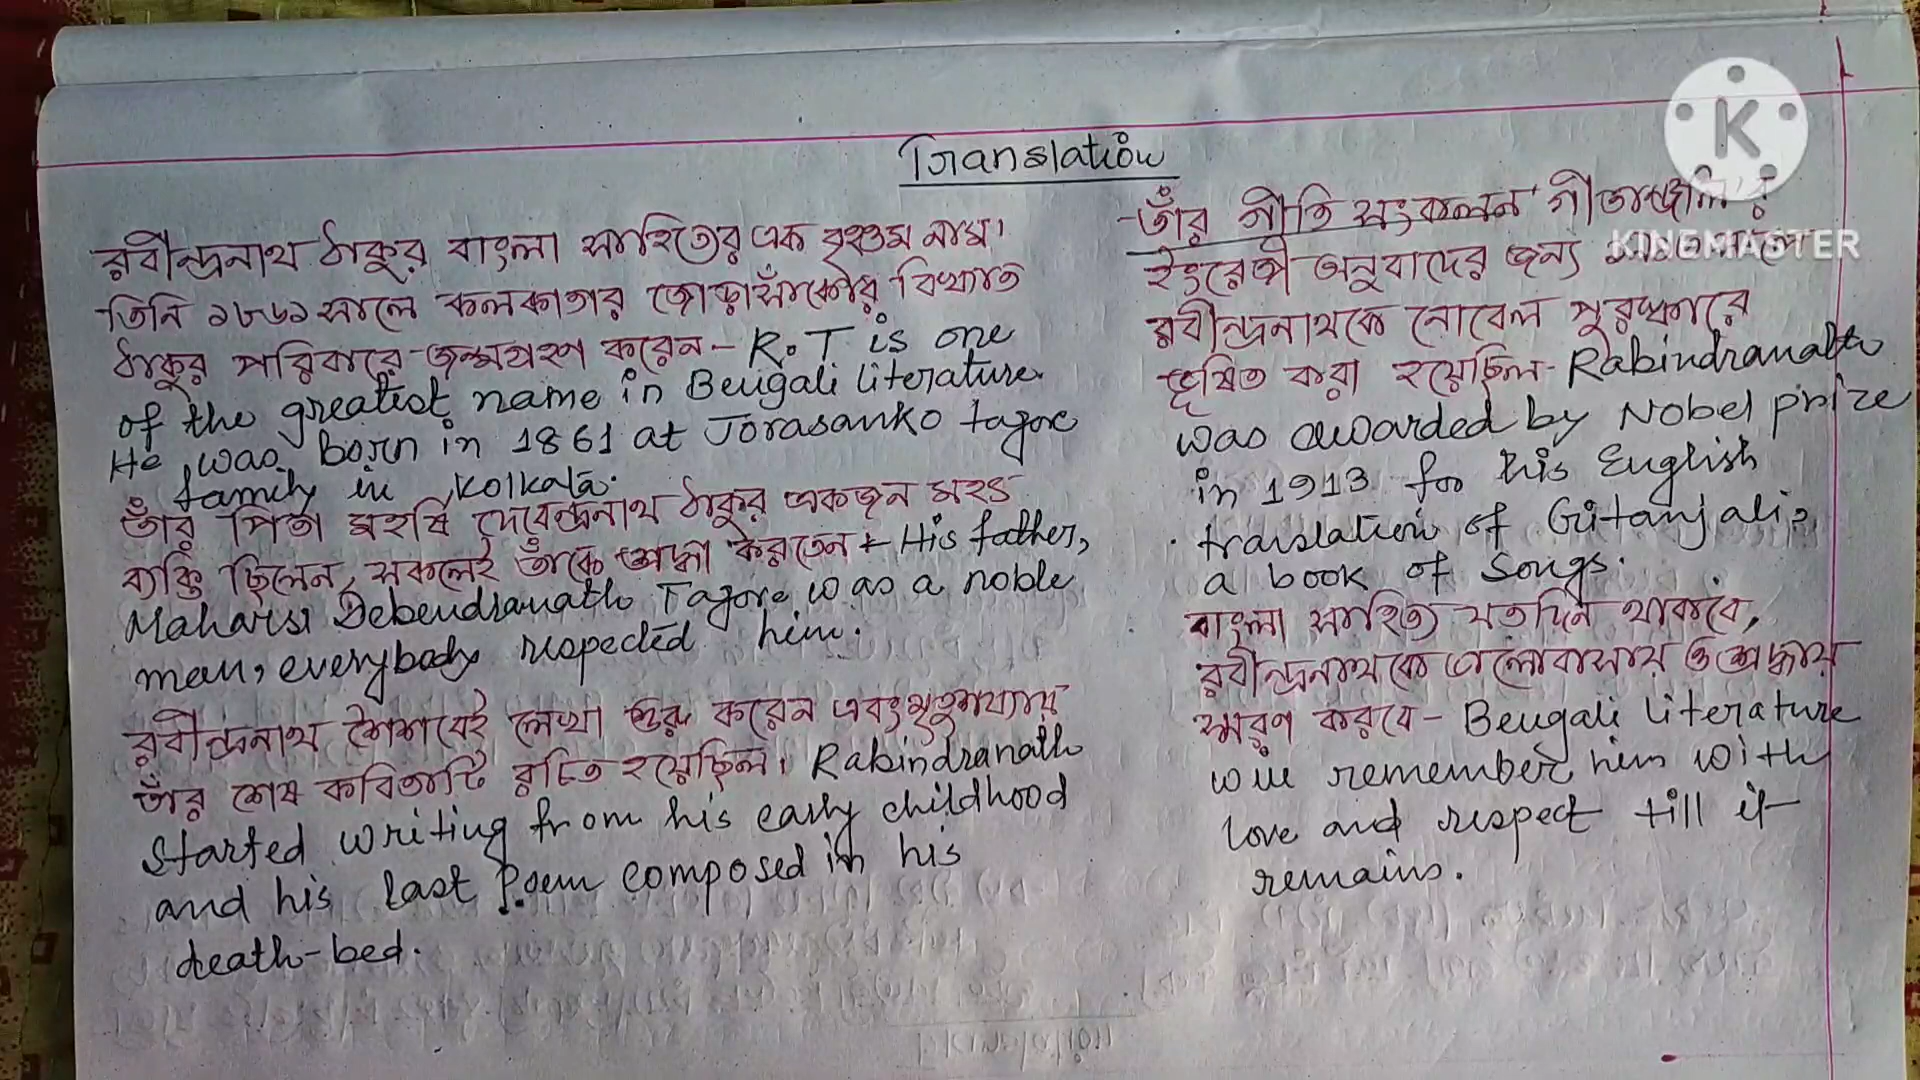 Translation
রবীন্দ্রনাথ ঠাকুর বাংলা সাহিত্যের এক বৃহত্তম নাম।
তিনি ১৮৬১ সালে কলকাতার জোড়াসাঁকোর বিখ্যাত
ঠাকুর পরিবারে জন্মগ্রহণ করেন - R.T is one
of the greatest name in Bengali literature.
He was born in 1861 at Jorasanko tagore
family in Kolkata.
তাঁর পিতা মহর্ষি দেবেন্দ্রনাথ ঠাকুর একজন মহৎ
ব্যক্তি ছিলেন, সকলেই তাঁকে শ্রদ্ধা করতেন - His father,
Maharsi Debendranath Tagore was a noble
man, everybody respected him.
রবীন্দ্রনাথ শৈশবেই লেখা শুরু করেন এবং মৃত্যুশয্যায়
তাঁর শেষ কবিতাটি রচিত হয়েছিল। Rabindranath
started writing from his early childhood
and his last Poem composed in his
death-bed.
তাঁর গীতি সংকলন 'গীতাঞ্জলি'র
ইংরেজী অনুবাদের জন্য
রবীন্দ্রনাথকে নোবেল পুরষ্কারে
ভূষিত করা হয়েছিল - Rabindranath
was awarded by Nobel prize
in 1913 for his English
translation of Gitanjali,
a book of songs.
বাংলা সাহিত্য যতদিন থাকবে,
রবীন্দ্রনাথকে ভালোবাসায় ও শ্রদ্ধায়
স্মরণ করবে - Bengali literature
will remember him with
love and respect till it
remains.
K
KINEMASTER